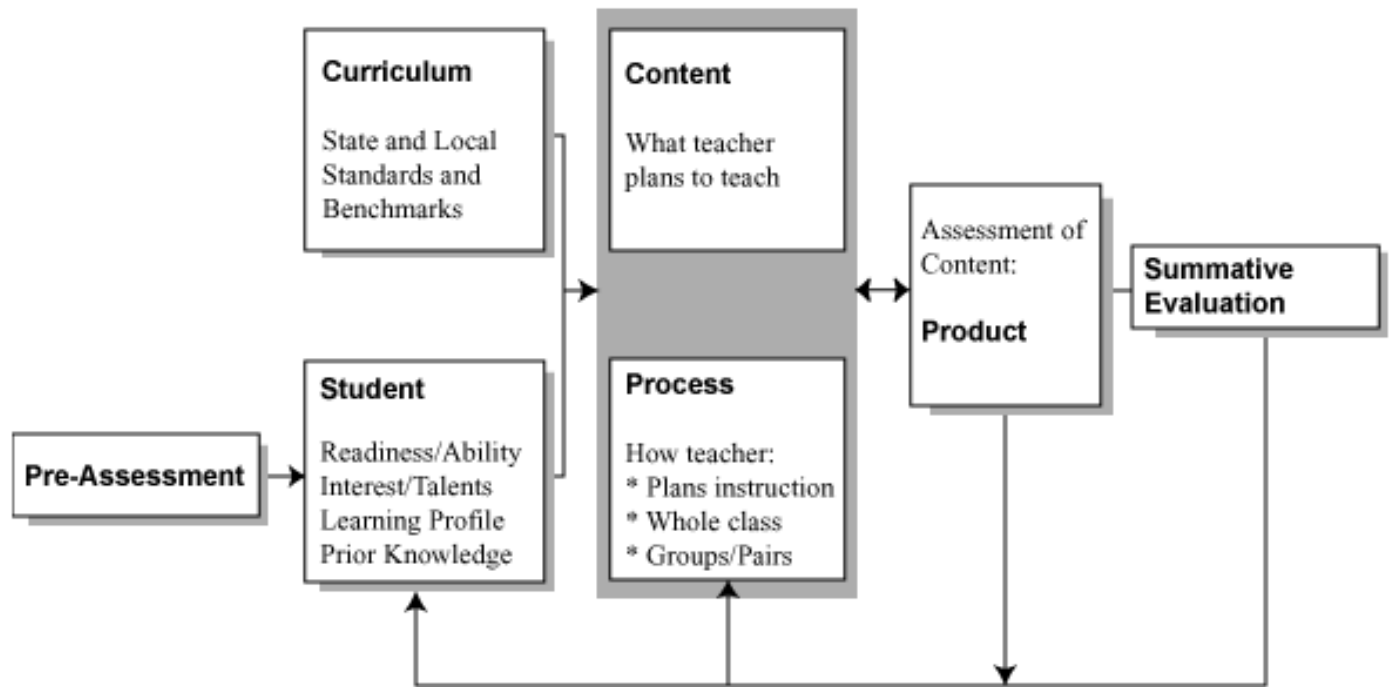 Curriculum
State and Local
Standards and
Benchmarks
Content
What teacher
plans to teach
Assessment of
Content:
Product
Summative
Evaluation
Pre-Assessment
Student
Readiness/Ability
Interest/Talents
Learning Profile
Prior Knowledge
Process
How teacher:
* Plans instruction
* Whole class
* Groups/Pairs